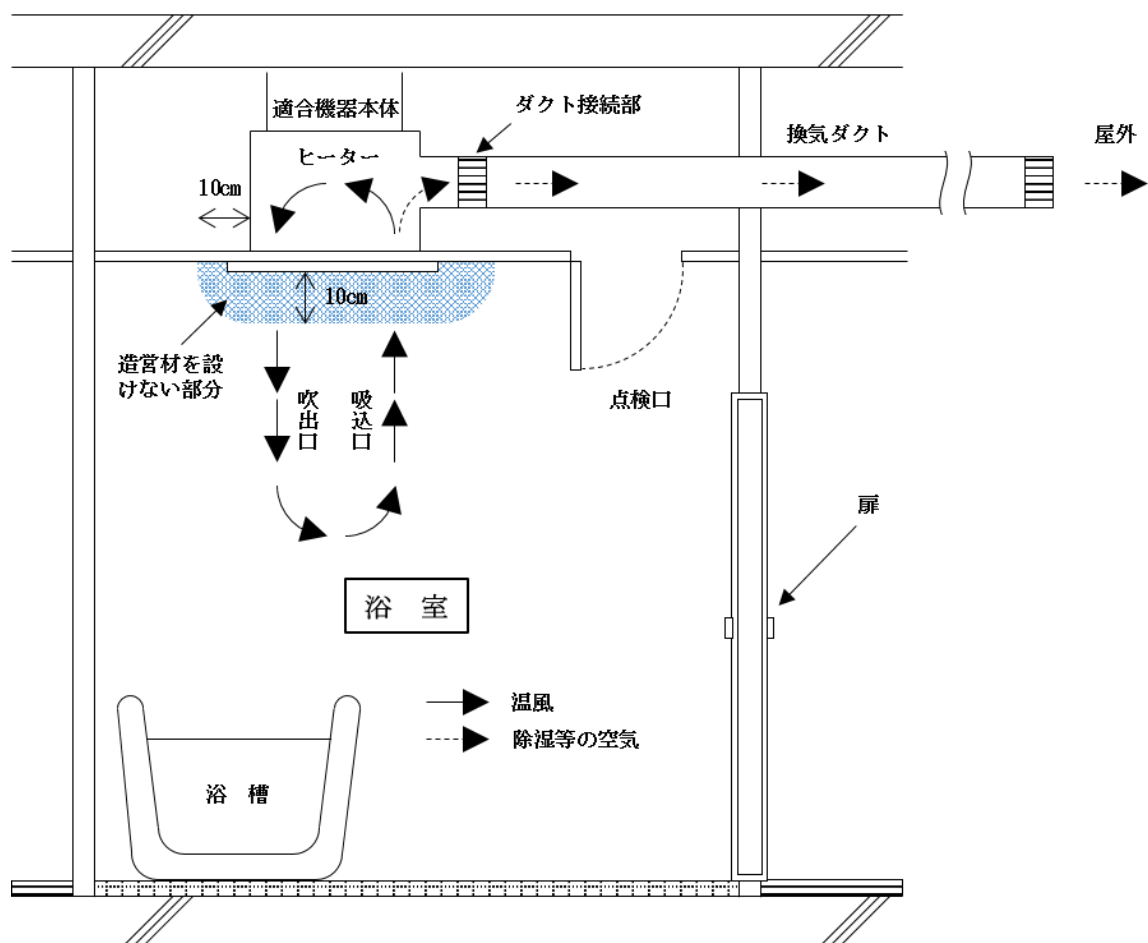 適合機器本体
ヒーター
ダクト接続部
換気ダクト
屋外
10cm
10cm
造営材を設
けない部分
吹出口
吸込口
点検口
扉
浴 室
温風
除湿等の空気
浴 槽